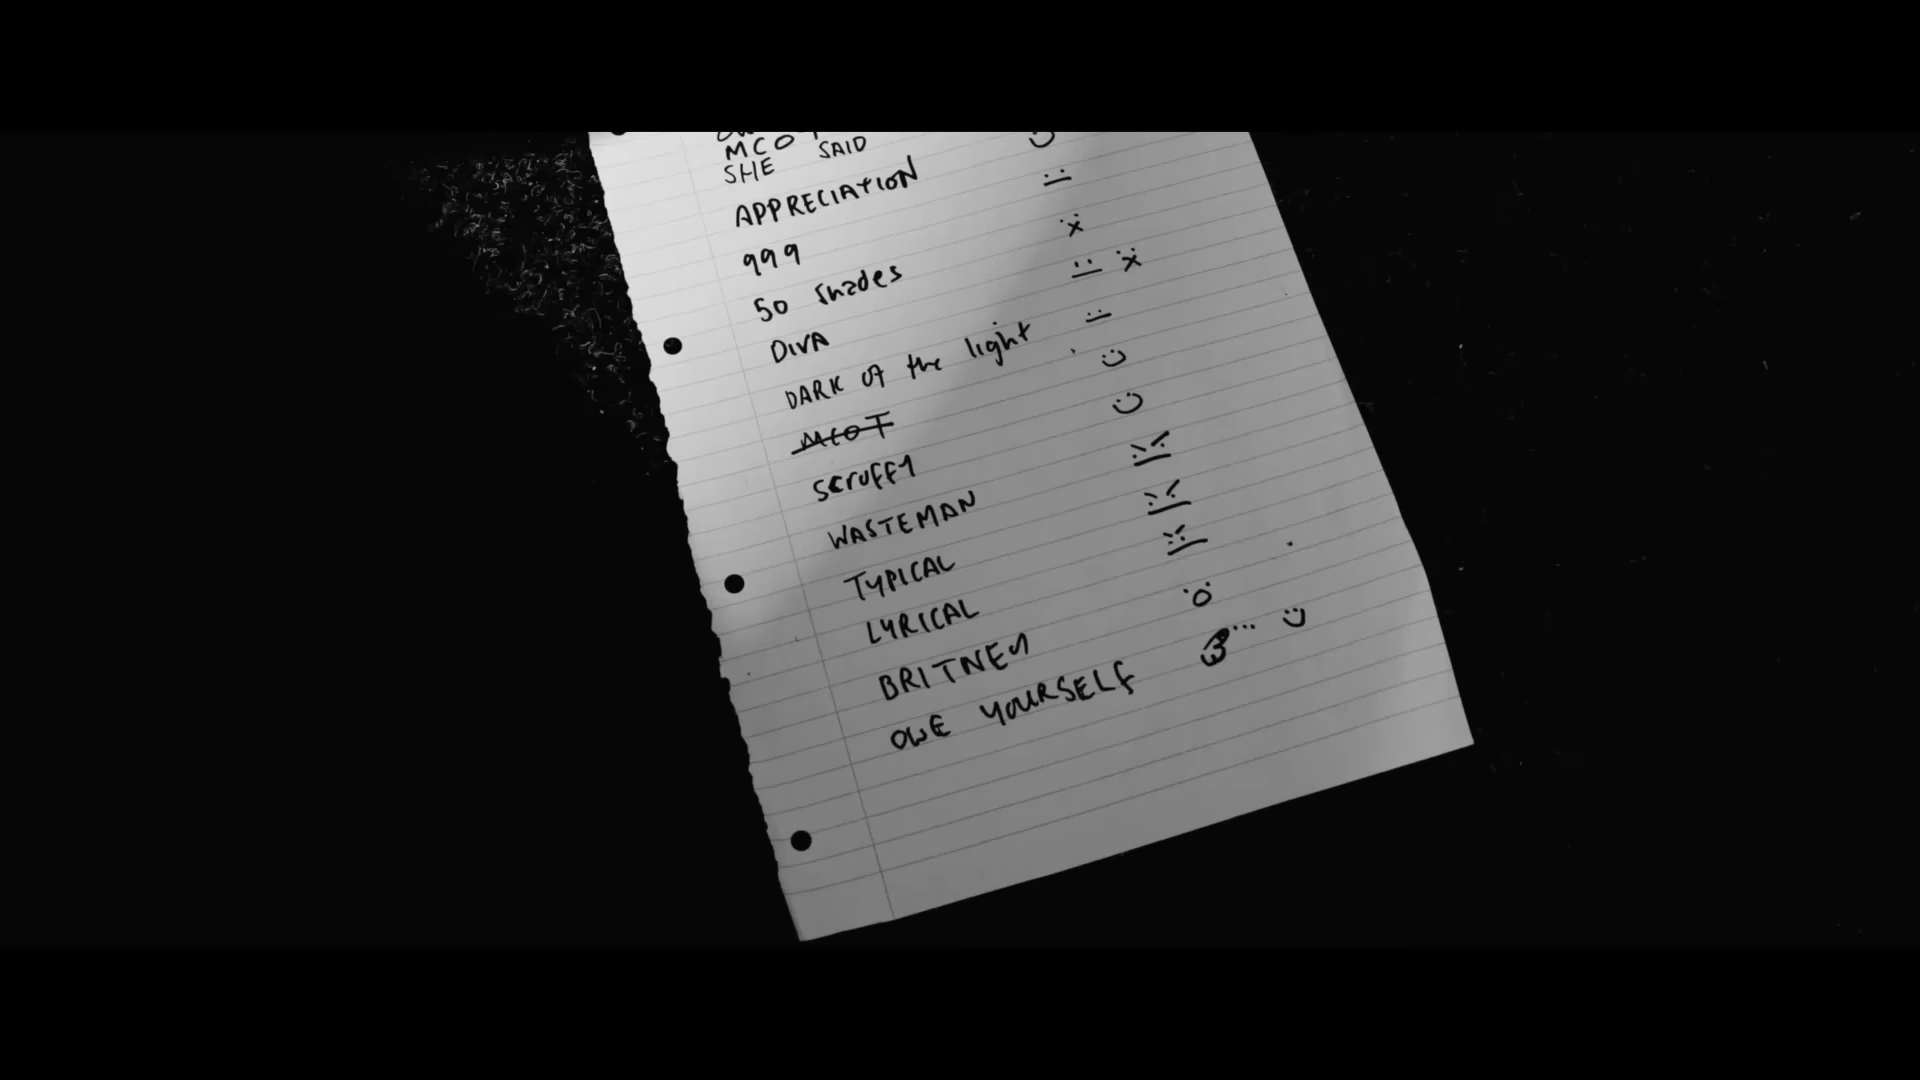 SHE SAID
APPRECIATION
999
50 shades
DIVA
DARK of the light
MCOT
SCRUFFY
WASTEMAN
TYPICAL
LYRICAL
BRITNEY
OWE YOURSELF